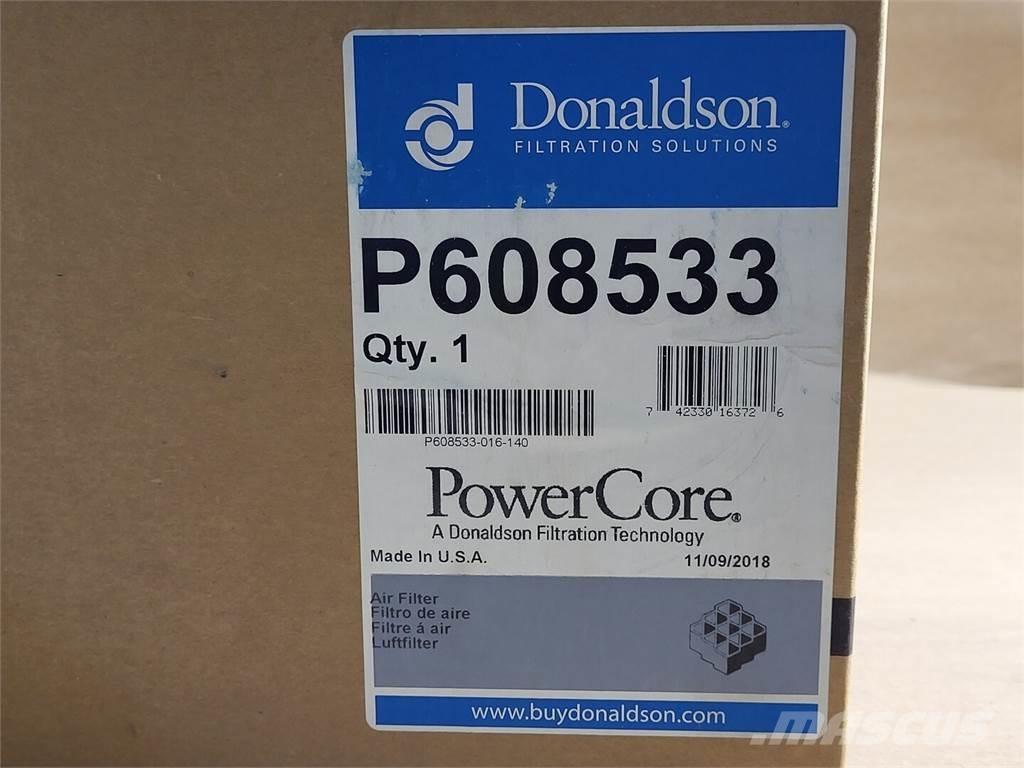 Donaldson®
FILTRATION SOLUTIONS
P608533
Qty. 1
P608533-016-140
7 42330 16372 6
PowerCore®
A Donaldson Filtration Technology
Made In U.S.A.
11/09/2018
Air Filter
Filtro de aire
Filtre á air
Luftfilter
www.buydonaldson.com
MASCUS